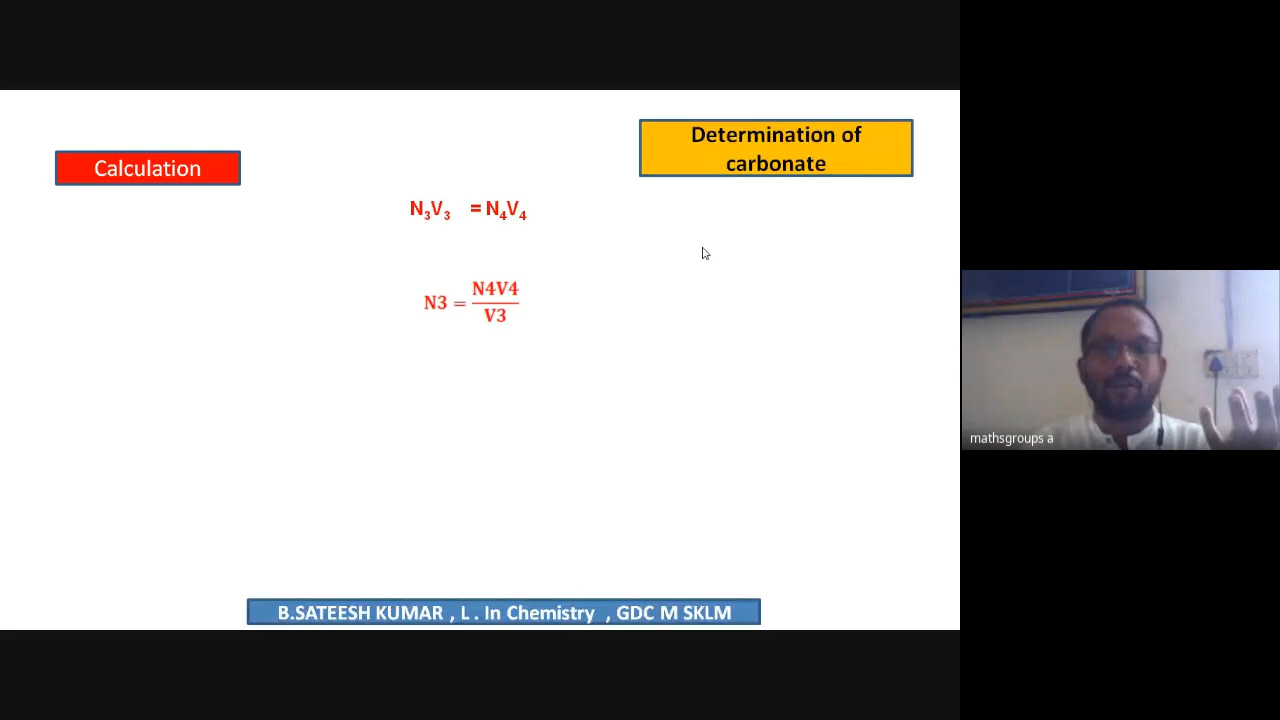 Determination of
carbonate
Calculation
N₃V₃ = N₄V₄
N3 = N4V4/V3
mathsgroups a
B.SATEESH KUMAR , L . In Chemistry , GDC M SKLM